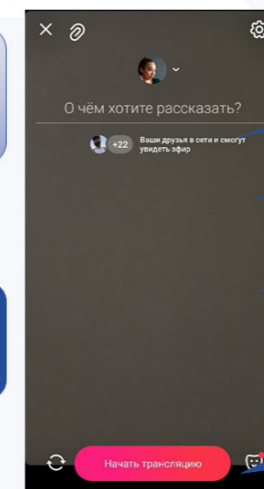 О чём хотите рассказать?
+22
Ваши друзья в сети и смогут
увидеть эфир
Начать трансляцию